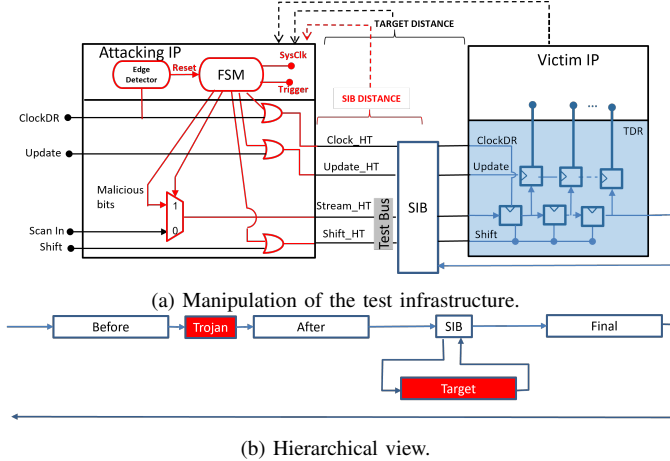 TARGET DISTANCE
Attacking IP
SysClk
Edge
Detector
Reset
FSM
Trigger
Victim IP
...
SIB DISTANCE
ClockDR
Clock_HT
ClockDR
TDR
Update
Update_HT
Update
Malicious
bits
1
0
Stream_HT
Test Bus
SIB
Scan In
Shift
Shift_HT
Shift
(a) Manipulation of the test infrastructure.
Before
Trojan
After
SIB
Final
Target
(b) Hierarchical view.